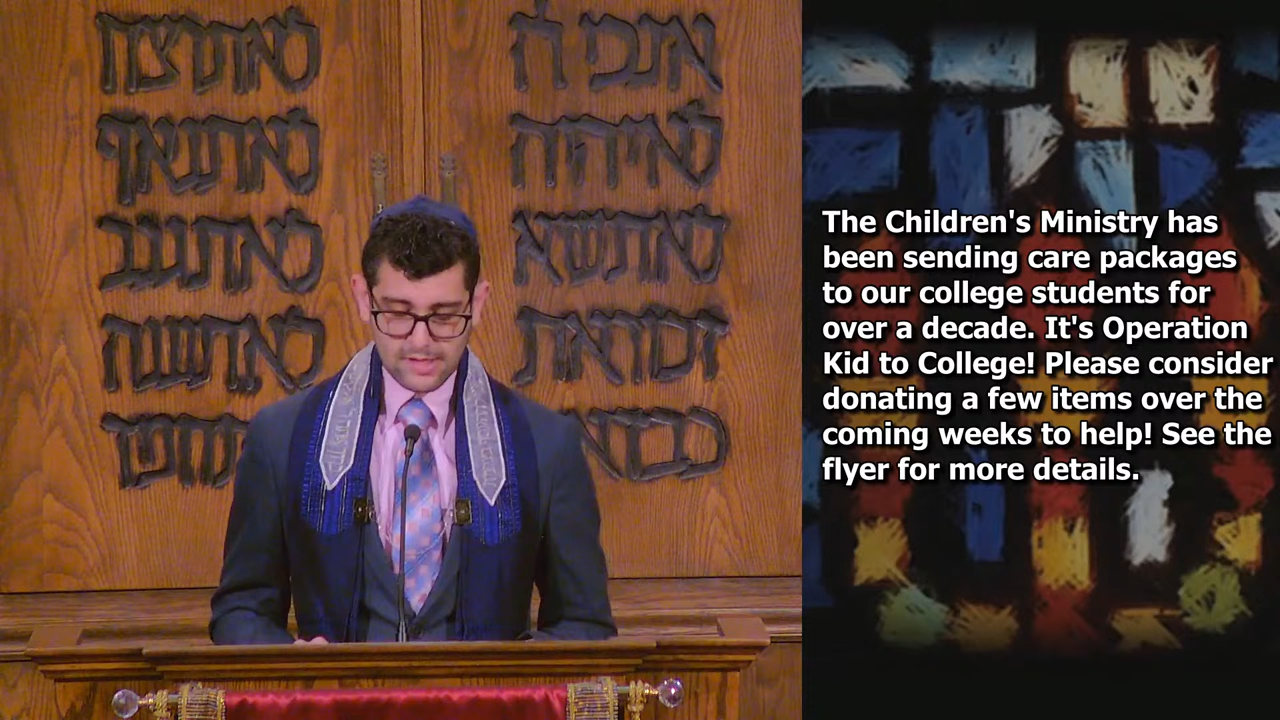 אנכי ה
לא יהיה
לא תשא
זכור את
כבד
לא תרצח
לא תנאף
לא תגנב
לא תענה
תחמד
The Children's Ministry has
been sending care packages
to our college students for
over a decade. It's Operation
Kid to College! Please consider
donating a few items over the
coming weeks to help! See the
flyer for more details.